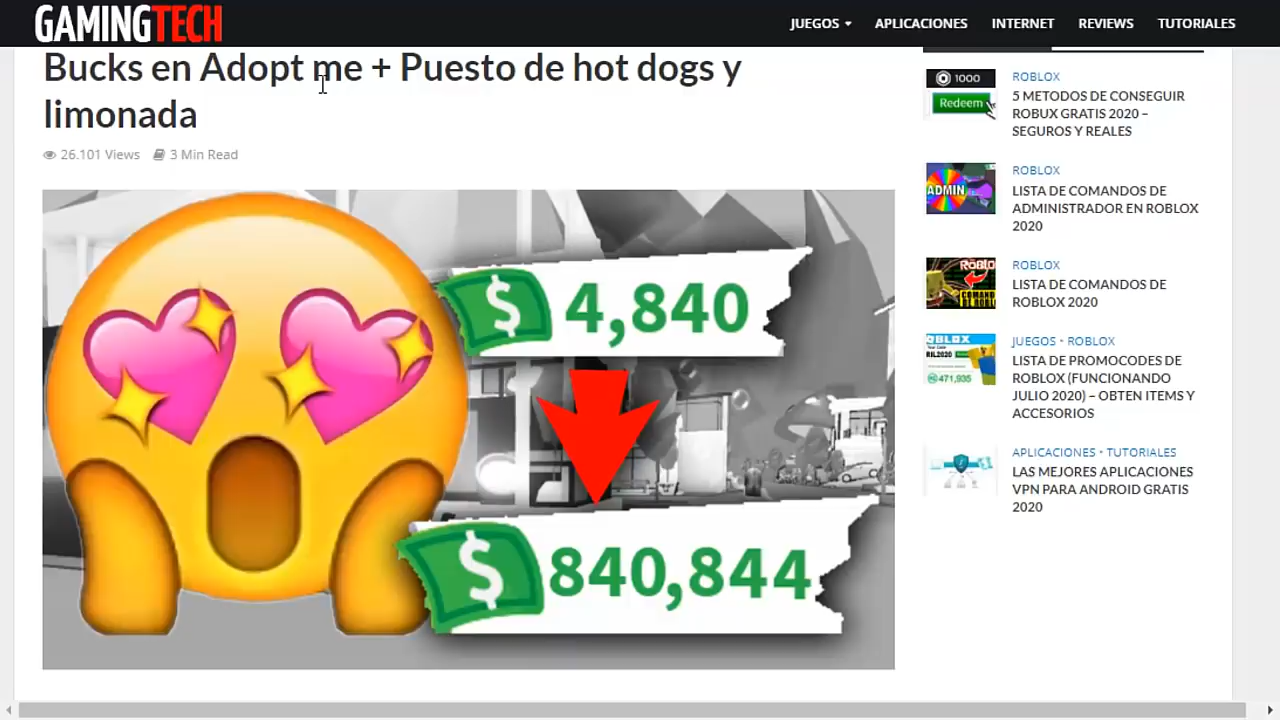 GAMINGTECH
JUEGOS
APLICACIONES
INTERNET
REVIEWS
TUTORIALES
Bucks en Adopt me + Puesto de hot dogs y
limonada
26.101 Views
3 Min Read
$ 4,840
$ 840,844
1000
Redeem
ROBLOX
5 METODOS DE CONSEGUIR
ROBUX GRATIS 2020 –
SEGUROS Y REALES
ADMIN
ROBLOX
LISTA DE COMANDOS DE
ADMINISTRADOR EN ROBLOX
2020
ROBLOX
LISTA DE COMANDOS DE
ROBLOX 2020
JUEGOS • ROBLOX
LISTA DE PROMOCODES DE
ROBLOX (FUNCIONANDO
JULIO 2020) – OBTEN ITEMS Y
ACCESORIOS
471,935
APLICACIONES • TUTORIALES
LAS MEJORES APLICACIONES
VPN PARA ANDROID GRATIS
2020